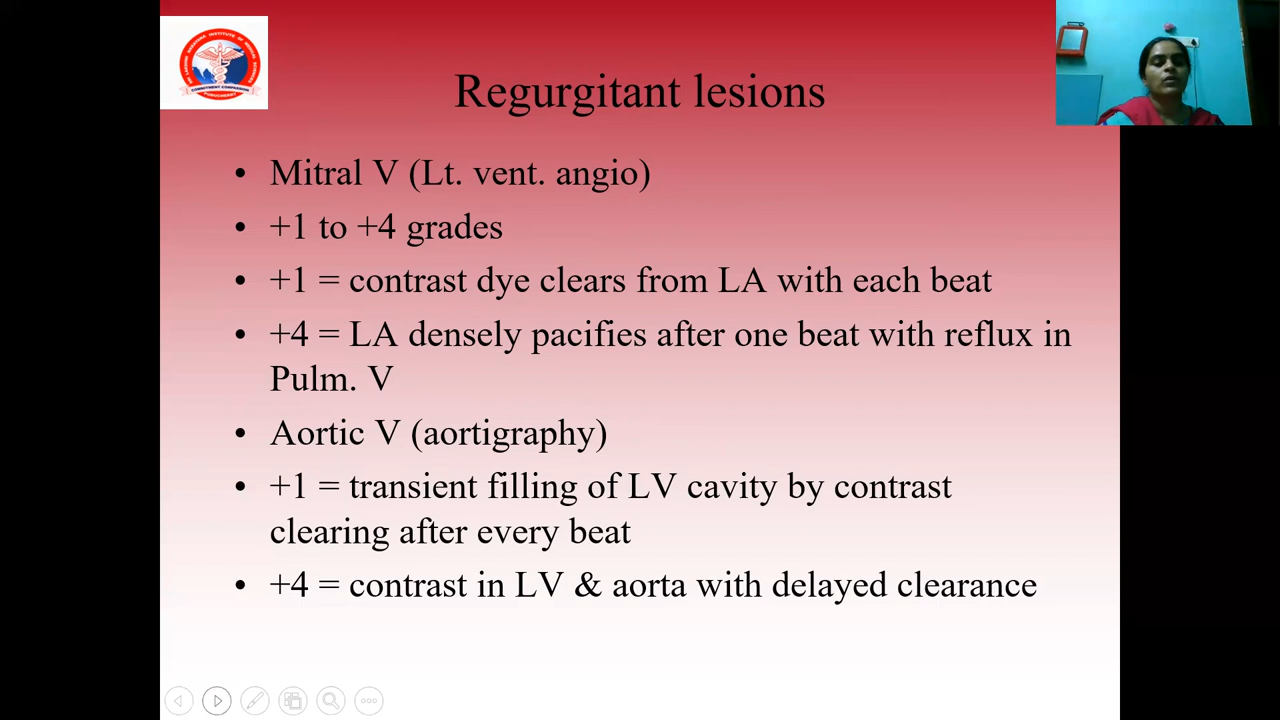 Regurgitant lesions
• Mitral V (Lt. vent. angio)
• +1 to +4 grades
• +1 = contrast dye clears from LA with each beat
• +4 = LA densely pacifies after one beat with reflux in
Pulm. V
• Aortic V (aortigraphy)
• +1 = transient filling of LV cavity by contrast
clearing after every beat
• +4 = contrast in LV & aorta with delayed clearance